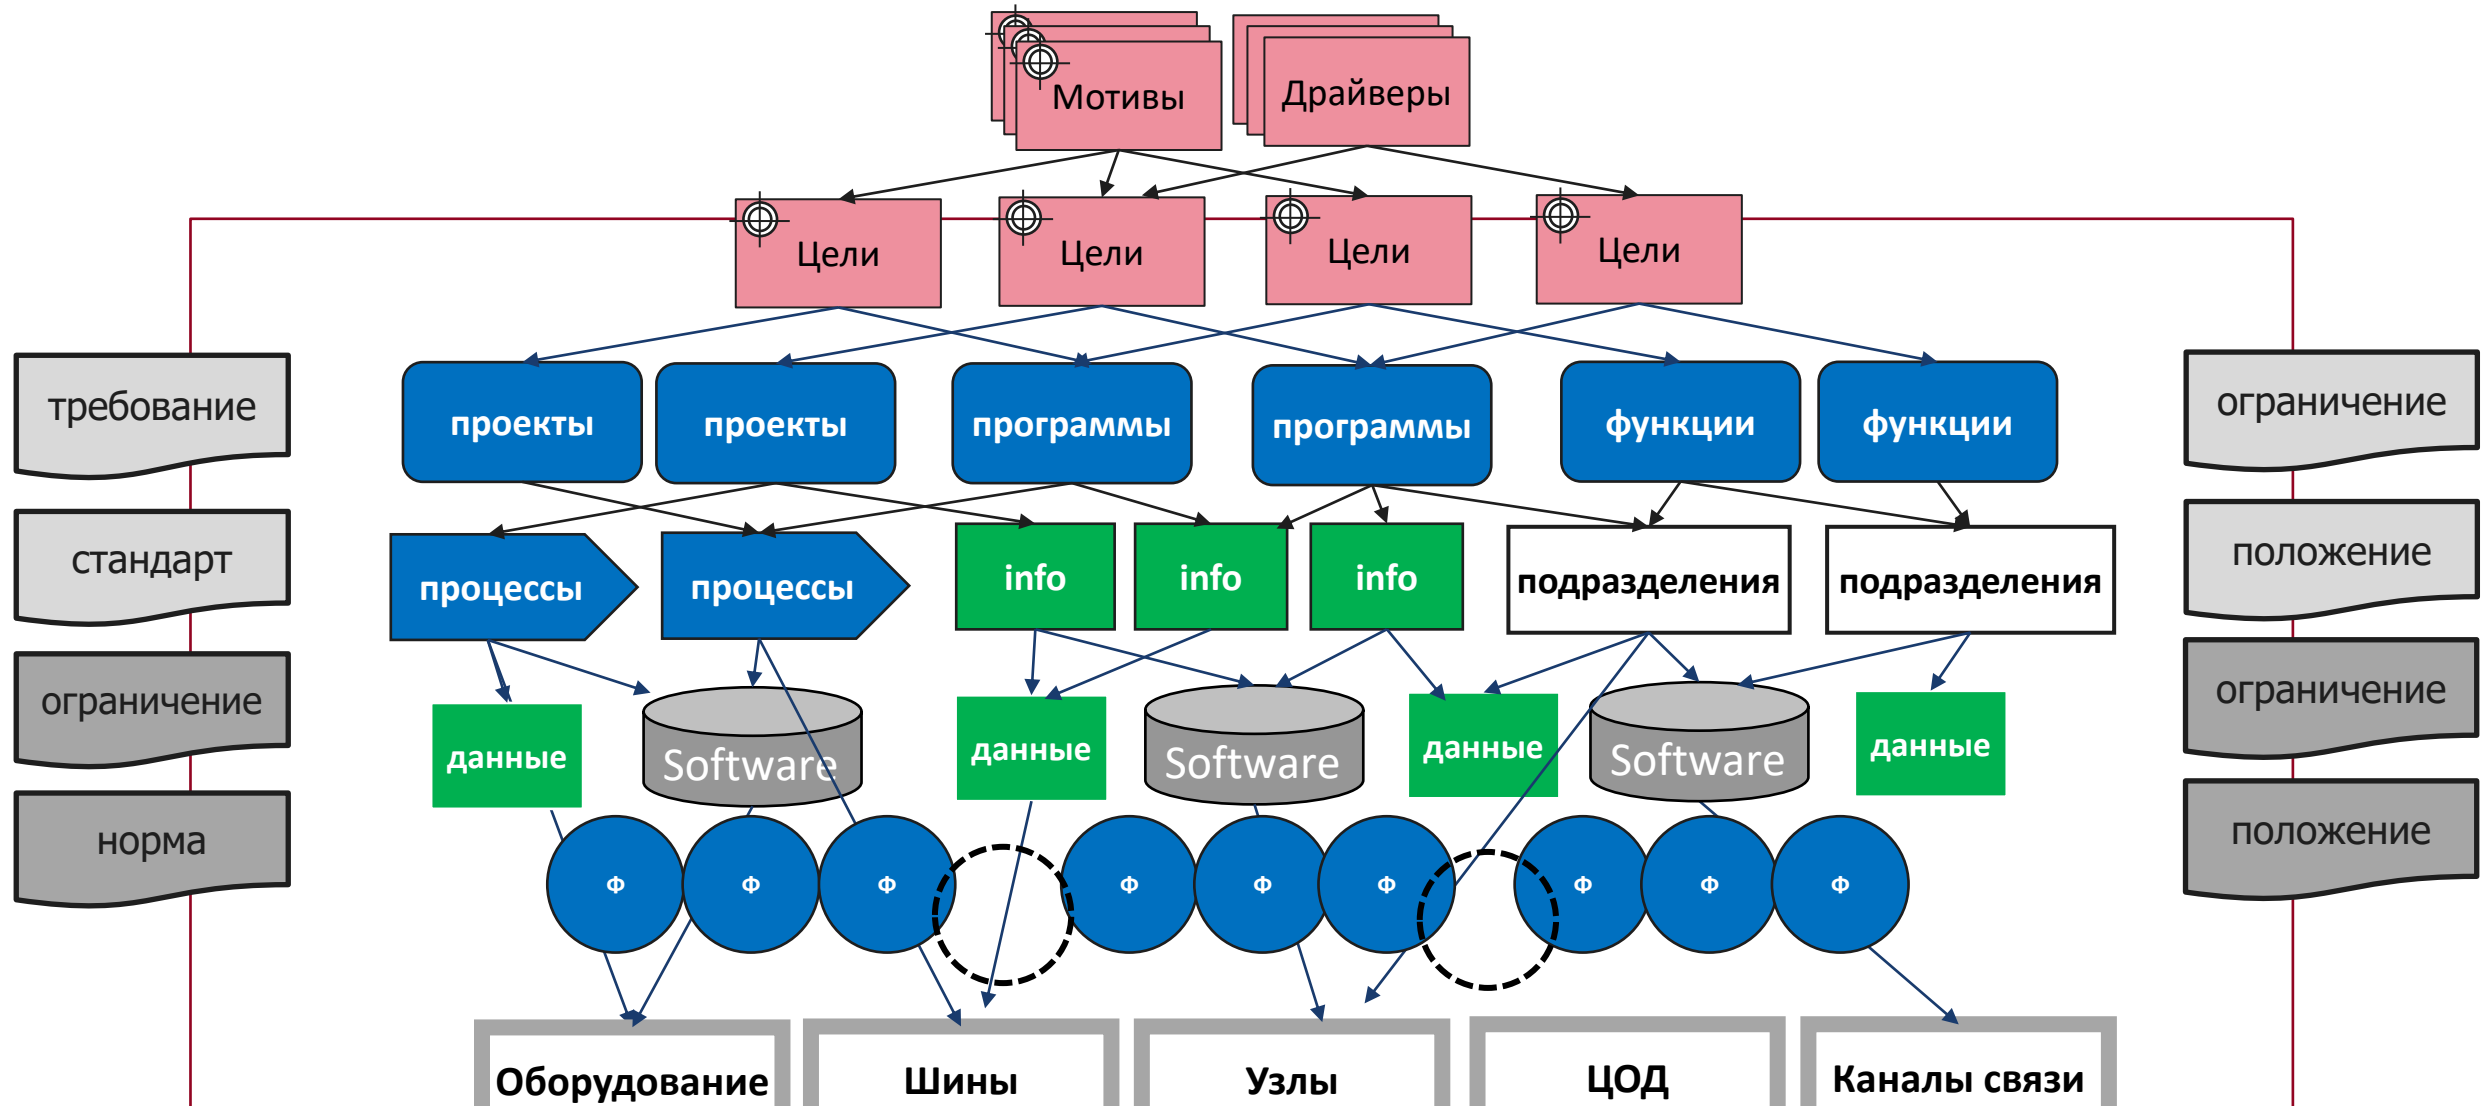 Мотивы
Драйверы
Цели
Цели
Цели
Цели
требование
проекты
проекты
программы
программы
функции
функции
ограничение
стандарт
процессы
процессы
info
info
info
подразделения
подразделения
положение
ограничение
данные
Software
данные
Software
данные
Software
данные
ограничение
норма
Ф
Ф
Ф
Ф
Ф
Ф
Ф
Ф
Ф
положение
Оборудование
Шины
Узлы
ЦОД
Каналы связи